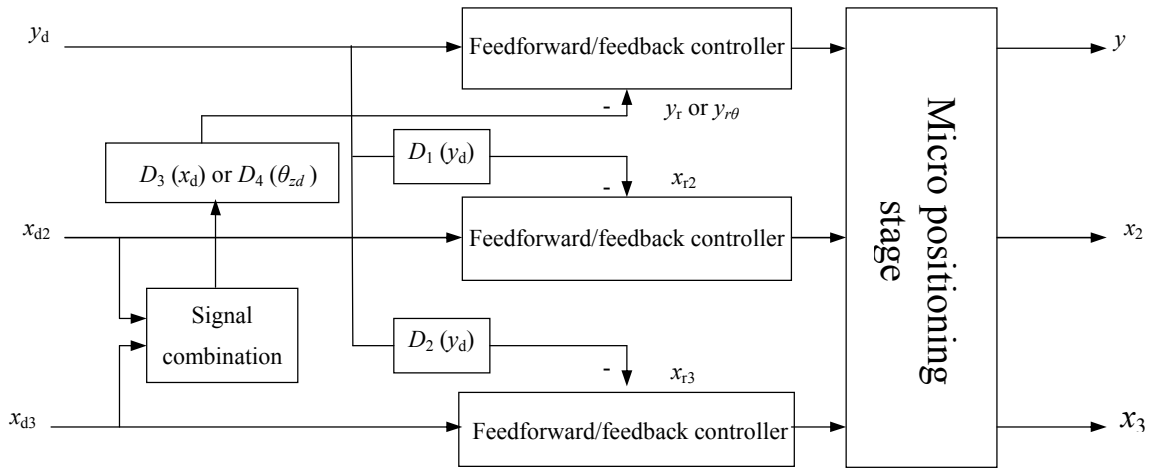 y_d
Feedforward/feedback controller
y
-
y_r or y_rθ
D_1 (y_d)
D_3 (x_d) or D_4 (θ_zd )
-
x_r2
x_d2
Feedforward/feedback controller
x_2
Micro positioning
stage
Signal
combination
D_2 (y_d)
-
x_r3
x_d3
Feedforward/feedback controller
x_3